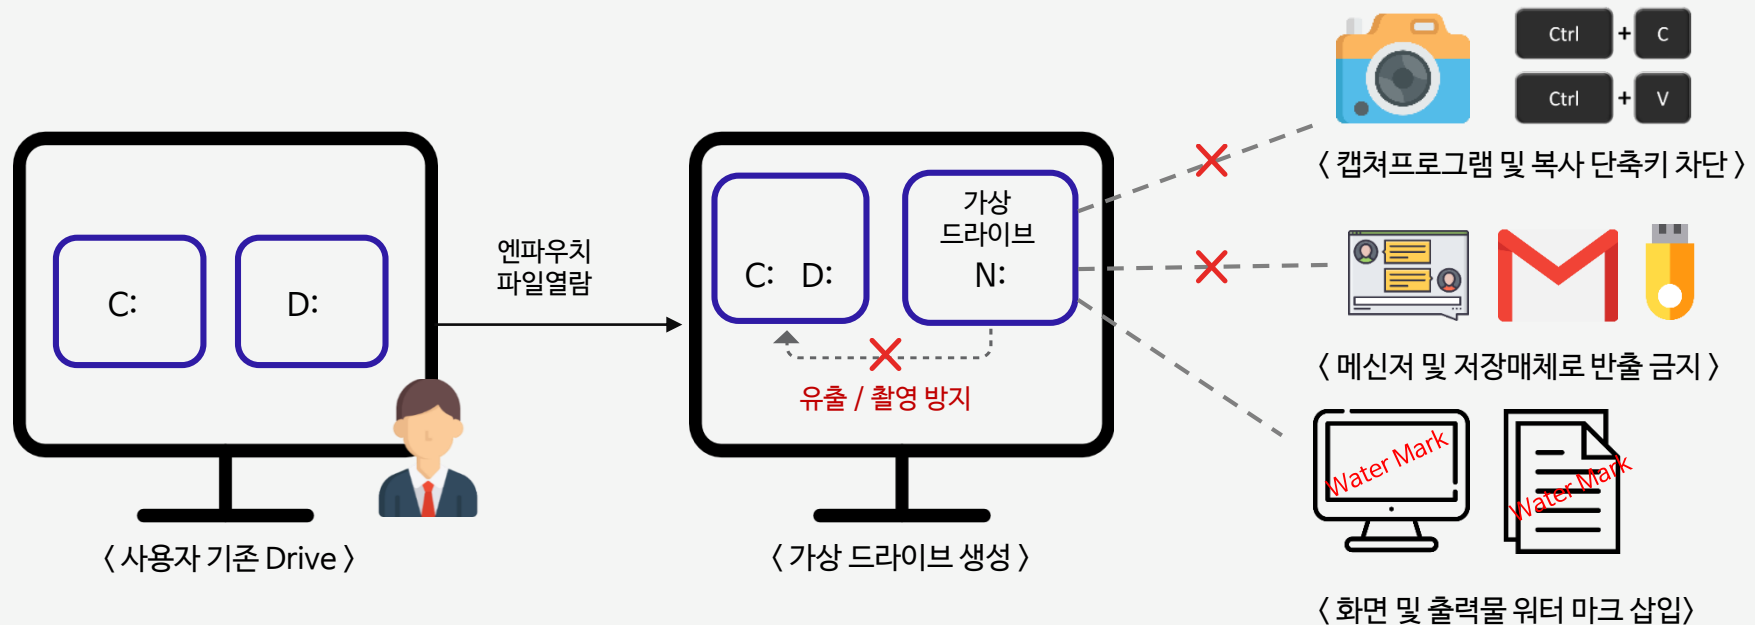 C:
D:
< 사용자 기존 Drive >
엔파우치
파일열람
C: D:
가상
드라이브
N:
유출 / 촬영 방지
< 가상 드라이브 생성 >
Ctrl + C
Ctrl + V
< 캡쳐프로그램 및 복사 단축키 차단 >
< 메신저 및 저장매체로 반출 금지 >
Water Mark
Water Mark
< 화면 및 출력물 워터 마크 삽입>